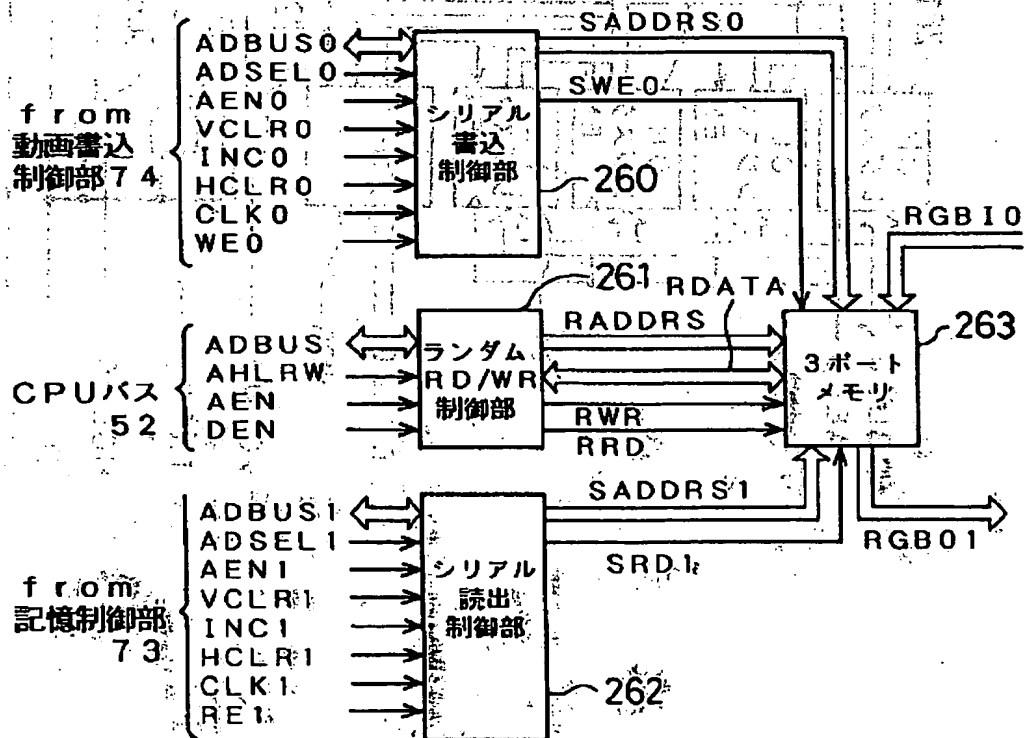 SADDRS0
ADBUS0
ADSEL0
AEN0
VCLR0
INC0
HCLR0
CLK0
WE0
from
動画書込
制御部74
シリアル
書込
制御部
SWE0
260
RGBI0
261
RDATA
RADDRS
263
ADBUS
AHLRW
AEN
DEN
CPUバス
52
ランダム
RD/WR
制御部
RWR
RRD
3ポート
メモリ
SADDRS1
ADBUS1
ADSEL1
AEN1
VCLR1
INC1
HCLR1
CLK1
RE1
from
記憶制御部
73
シリアル
読出
制御部
SRD1
RGBO1
262